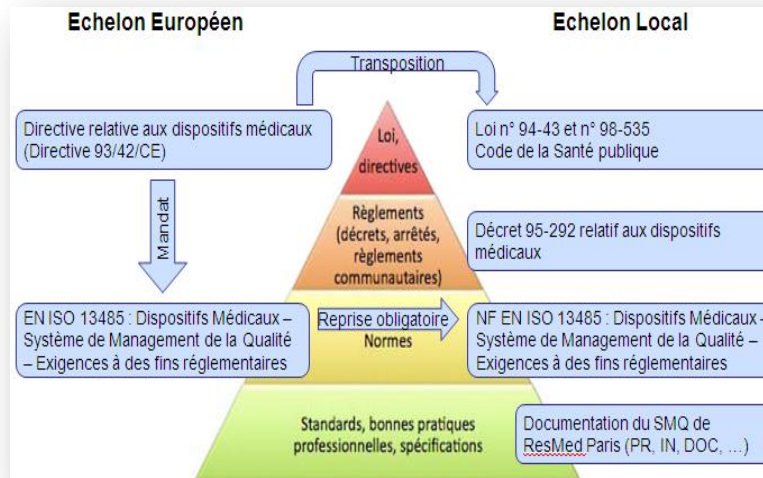 Echelon Européen
Echelon Local
Transposition
Directive relative aux dispositifs médicaux
(Directive 93/42/CE)
Loi,
directives
Loi n° 94-43 et n° 98-535
Code de la Santé publique
Mandat
Règlements
(décrets, arrêtés,
règlements
communautaires)
Décret 95-292 relatif aux dispositifs
médicaux
EN ISO 13485 : Dispositifs Médicaux –
Système de Management de la Qualité
– Exigences à des fins réglementaires
Reprise obligatoire
Normes
NF EN ISO 13485 : Dispositifs Médicaux –
Système de Management de la Qualité –
Exigences à des fins réglementaires
Standards, bonnes pratiques
professionnelles, spécifications
Documentation du SMQ de
ResMed Paris (PR, IN, DOC, …)